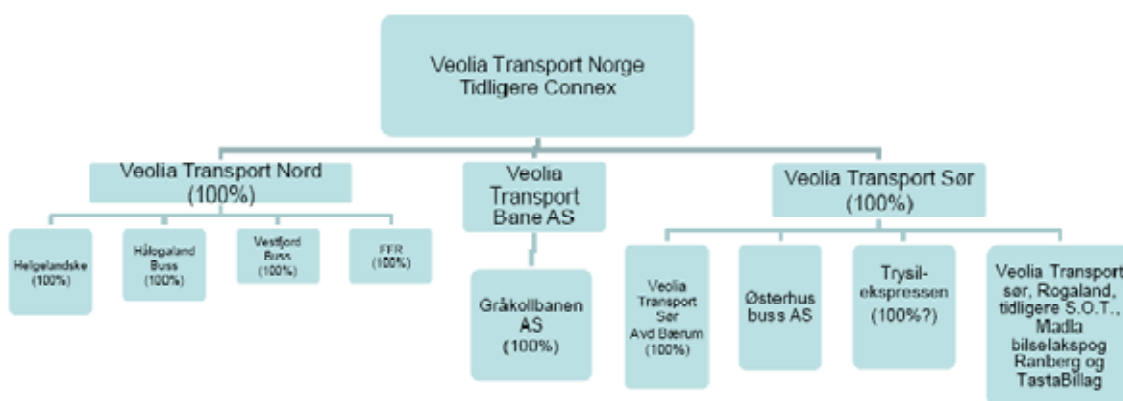 Veolia Transport Norge
Tidligere Connex
Veolia Transport Nord
(100%)
Veolia
Transport
Bane AS
Veolia Transport Sør
(100%)
Helgelandske
(100%)
Hålogaland
Buss
(100%)
Vestfjord
Buss
(100%)
FFR
(100%)
Gråkollbanen
AS
(100%)
Veolia
Transport
Sør
Avd Bærum
(100%)
Østerhus
buss AS
Trysil-
ekspressen
(100%?)
Veolia Transport
sør, Rogaland,
tidligere S.O.T.,
Madla
bilselakspog
Ranberg og
TastaBillag